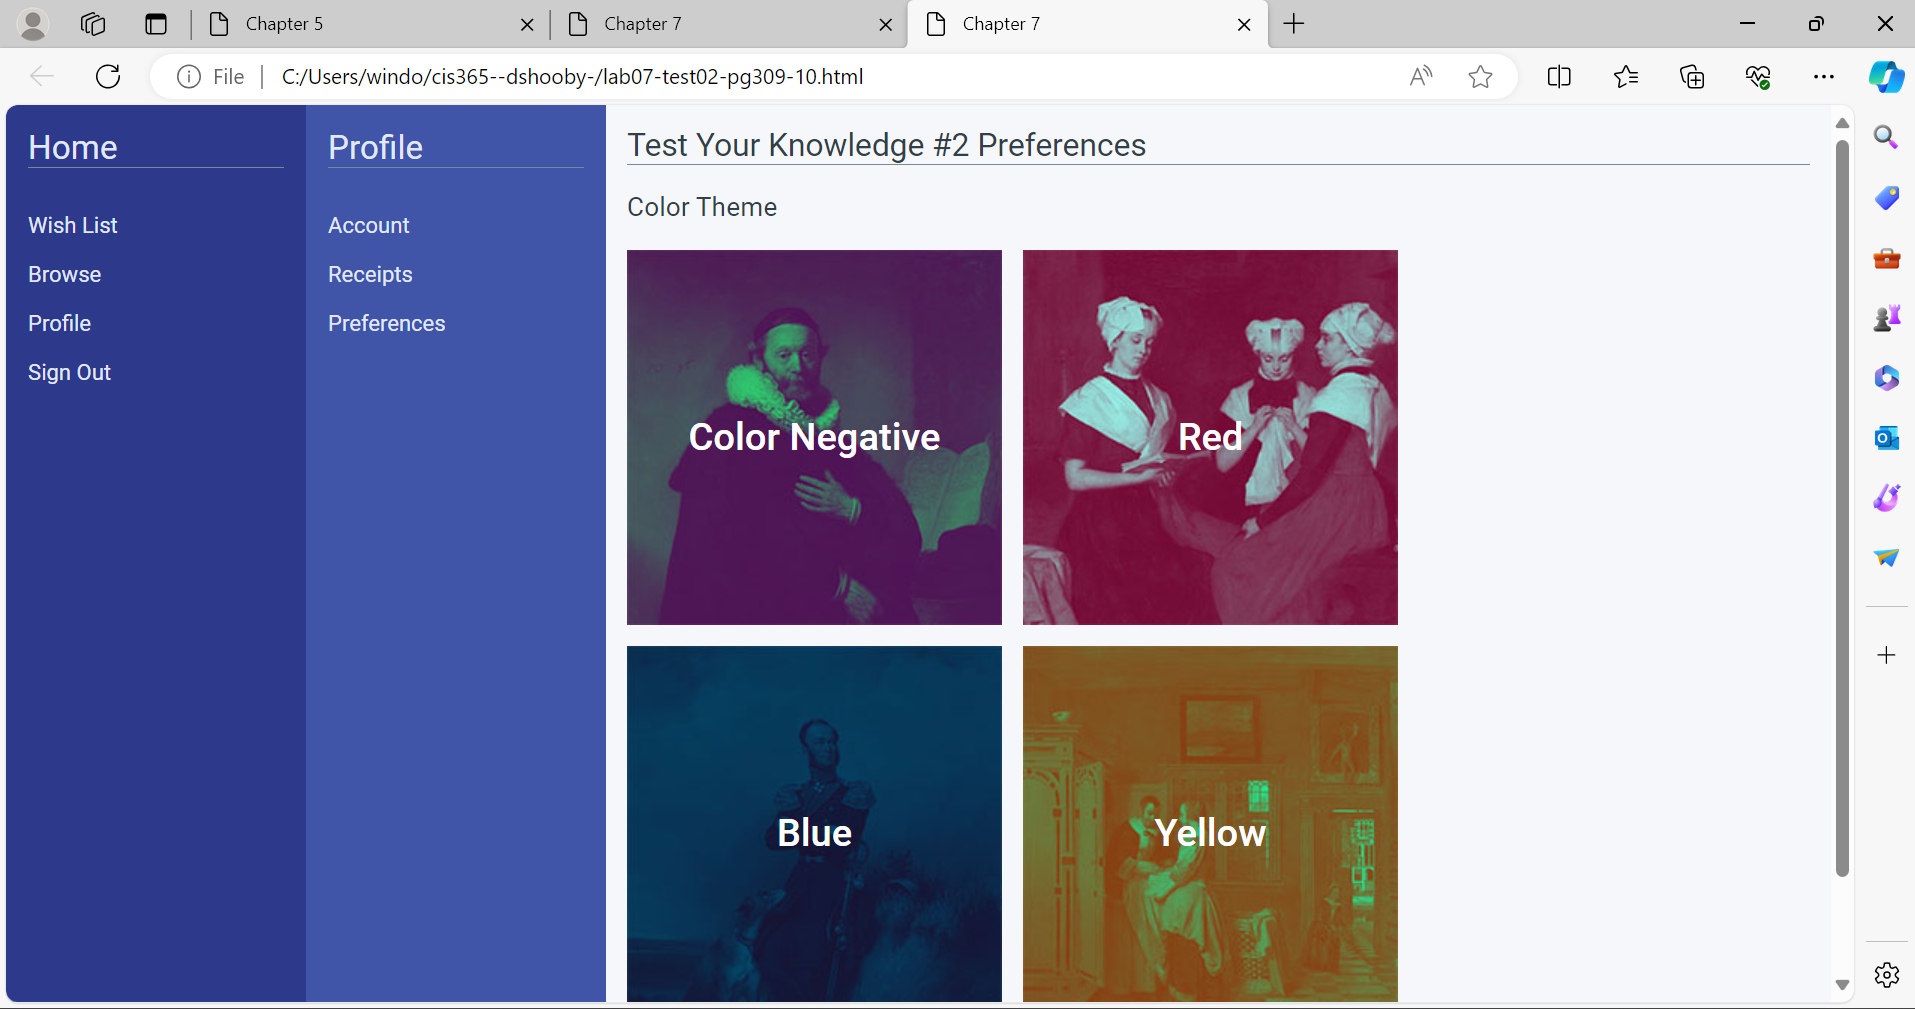 Chapter 5
Chapter 7
Chapter 7
File
C:/Users/windo/cis365--dshooby-/lab07-test02-pg309-10.html
Home
Wish List
Browse
Profile
Sign Out
Profile
Account
Receipts
Preferences
Test Your Knowledge #2 Preferences
Color Theme
Color Negative
Red
Blue
Yellow